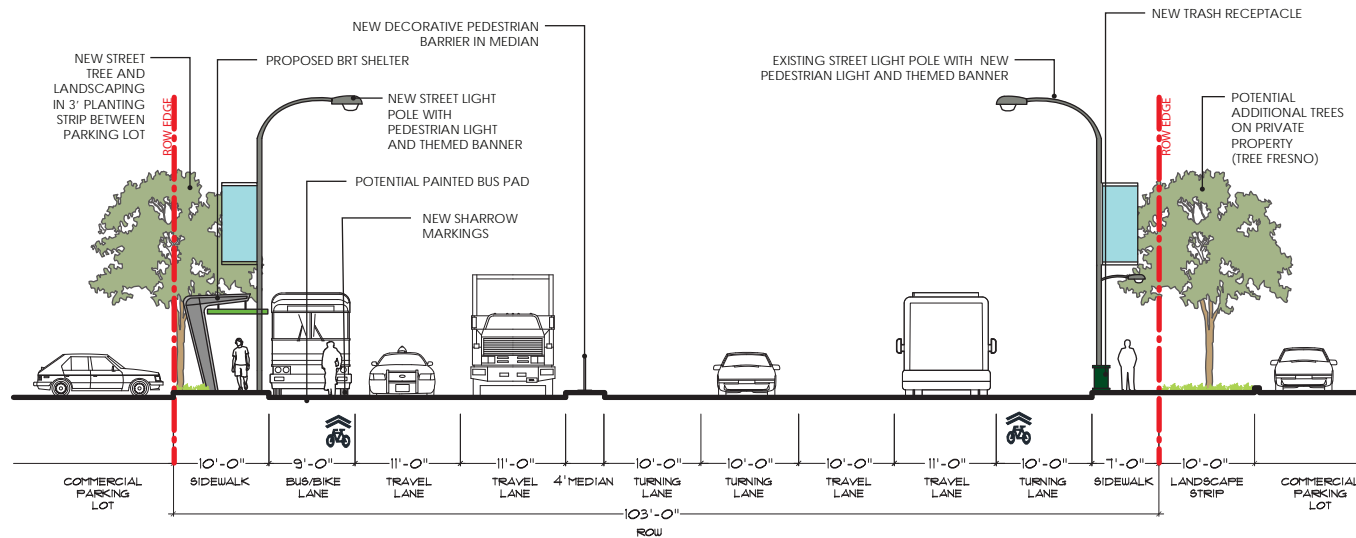 NEW DECORATIVE PEDESTRIAN
BARRIER IN MEDIAN
NEW TRASH RECEPTACLE
NEW STREET
TREE AND
LANDSCAPING
IN 3' PLANTING
STRIP BETWEEN
PARKING LOT
PROPOSED BRT SHELTER
EXISTING STREET LIGHT POLE WITH NEW
PEDESTRIAN LIGHT AND THEMED BANNER
NEW STREET LIGHT
POLE WITH
PEDESTRIAN LIGHT
AND THEMED BANNER
POTENTIAL
ADDITIONAL TREES
ON PRIVATE
PROPERTY
(TREE FRESNO)
ROW EDGE
ROW EDGE
POTENTIAL PAINTED BUS PAD
NEW SHARROW
MARKINGS
10'-0"
9'-0"
11'-0"
11'-0"
10'-0"
10'-0"
10'-0"
11'-0"
10'-0"
7'-0"
10'-0"
COMMERCIAL
PARKING
LOT
SIDEWALK
BUS/BIKE
LANE
TRAVEL
LANE
TRAVEL
LANE
4' MEDIAN
TURNING
LANE
TURNING
LANE
TRAVEL
LANE
TRAVEL
LANE
TURNING
LANE
SIDEWALK
LANDSCAPE
STRIP
COMMERCIAL
PARKING
LOT
103'-0"
ROW